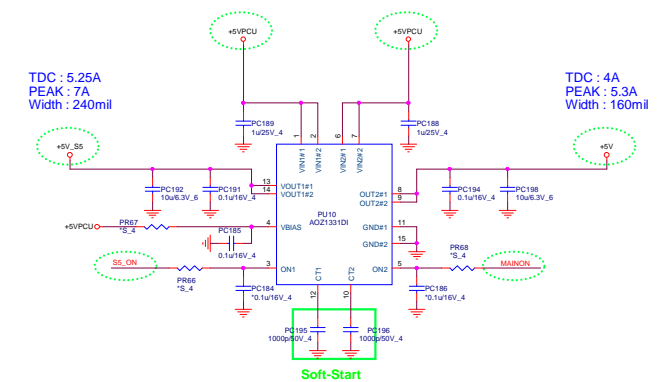 +5VPCU
+5VPCU
TDC : 5.25A
PEAK : 7A
Width : 240mil
TDC : 4A
PEAK : 5.3A
Width : 160mil
PC189
1u/25V_4
PC188
1u/25V_4
1
2
6
7
VIN1#1
VIN1#2
VIN2#1
VIN2#2
+5V_S5
+5V
PC192
10u/6.3V_6
PC191
0.1u/16V_4
13
14
VOUT1#1
VOUT1#2
OUT2#1
OUT2#2
8
9
PC194
0.1u/16V_4
PC198
10u/6.3V_6
PU10
AOZ1331DI
+5VPCU
PR67
*S_4
4
VBIAS
GND#1
11
PC185
0.1u/16V_4
GND#2
15
S5_ON
PR66
*S_4
3
ON1
ON2
5
PR68
*S_4
MAINON
PC184
*0.1u/16V_4
CT1
CT2
PC186
*0.1u/16V_4
12
10
PC195
1000p/50V_4
PC196
1000p/50V_4
Soft-Start